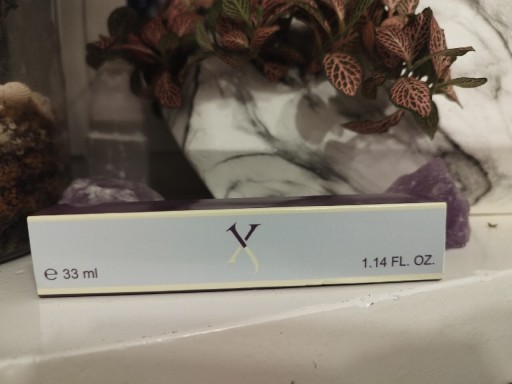 X
℮ 33 ml
1.14 FL. OZ.